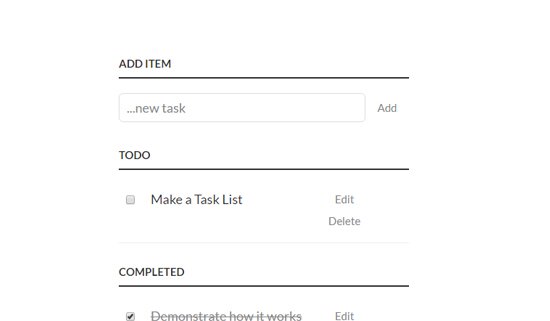 ADD ITEM
...new task Add
TODO
Make a Task List Edit
Delete
COMPLETED
Demonstrate how it works Edit